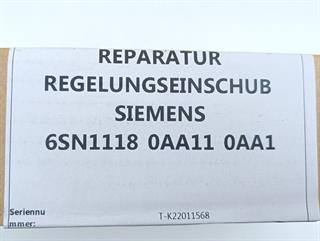 REPARATUR
REGELUNGSEINSCHUB
SIEMENS
6SN1118 0AA11 0AA1
Seriennu
mmer:
T-K22011568